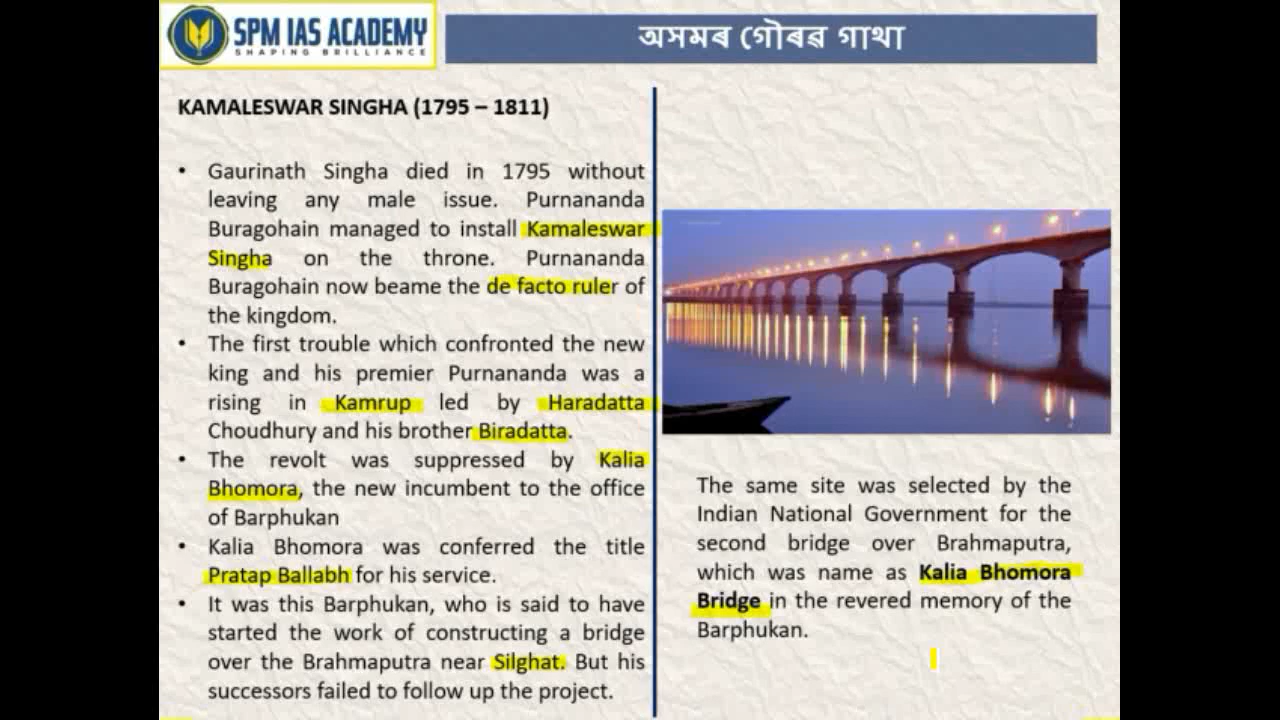 SPM IAS ACADEMY
SHAPING BRILLIANCE
অসমৰ গৌৰৱ গাথা
KAMALESWAR SINGHA (1795 – 1811)
• Gaurinath Singha died in 1795 without
leaving any male issue. Purnananda
Buragohain managed to install Kamaleswar
Singha on the throne. Purnananda
Buragohain now beame the de facto ruler of
the kingdom.
• The first trouble which confronted the new
king and his premier Purnananda was a
rising in Kamrup led by Haradatta
Choudhury and his brother Biradatta.
• The revolt was suppressed by Kalia
Bhomora, the new incumbent to the office
of Barphukan
• Kalia Bhomora was conferred the title
Pratap Ballabh for his service.
• It was this Barphukan, who is said to have
started the work of constructing a bridge
over the Brahmaputra near Silghat. But his
successors failed to follow up the project.
The same site was selected by the
Indian National Government for the
second bridge over Brahmaputra,
which was name as Kalia Bhomora
Bridge in the revered memory of the
Barphukan.